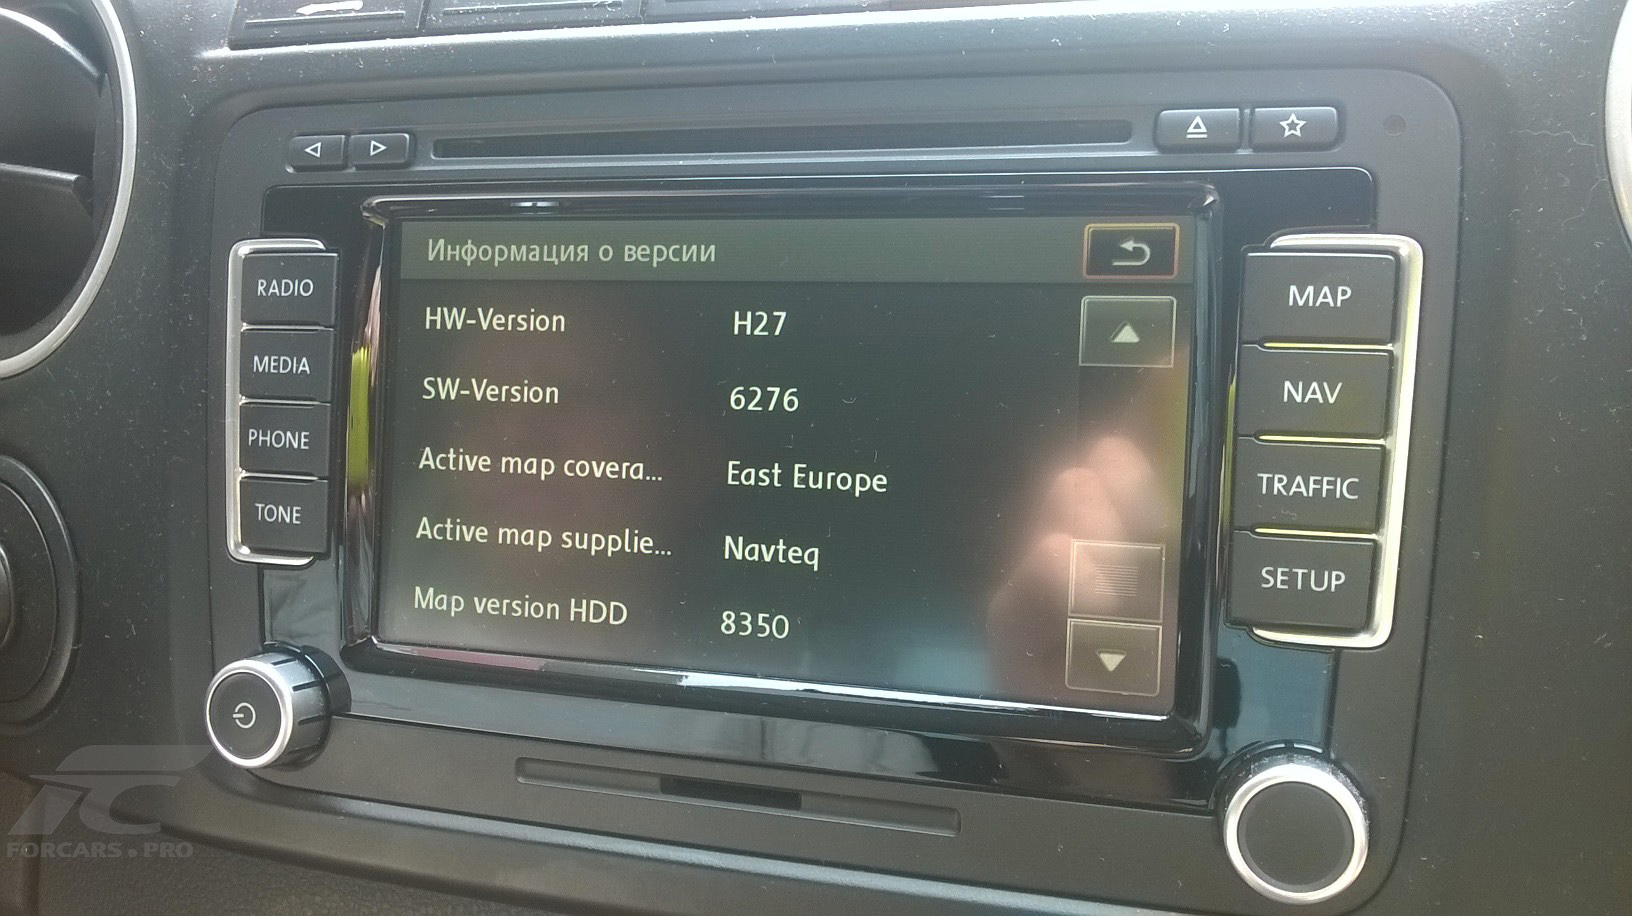 Информация о версии
HW-Version H27
SW-Version 6276
Active map covera... East Europe
Active map supplie... Navteq
Map version HDD 8350
RADIO
MEDIA
PHONE
TONE
MAP
NAV
TRAFFIC
SETUP
FC
FORCARS.PRO